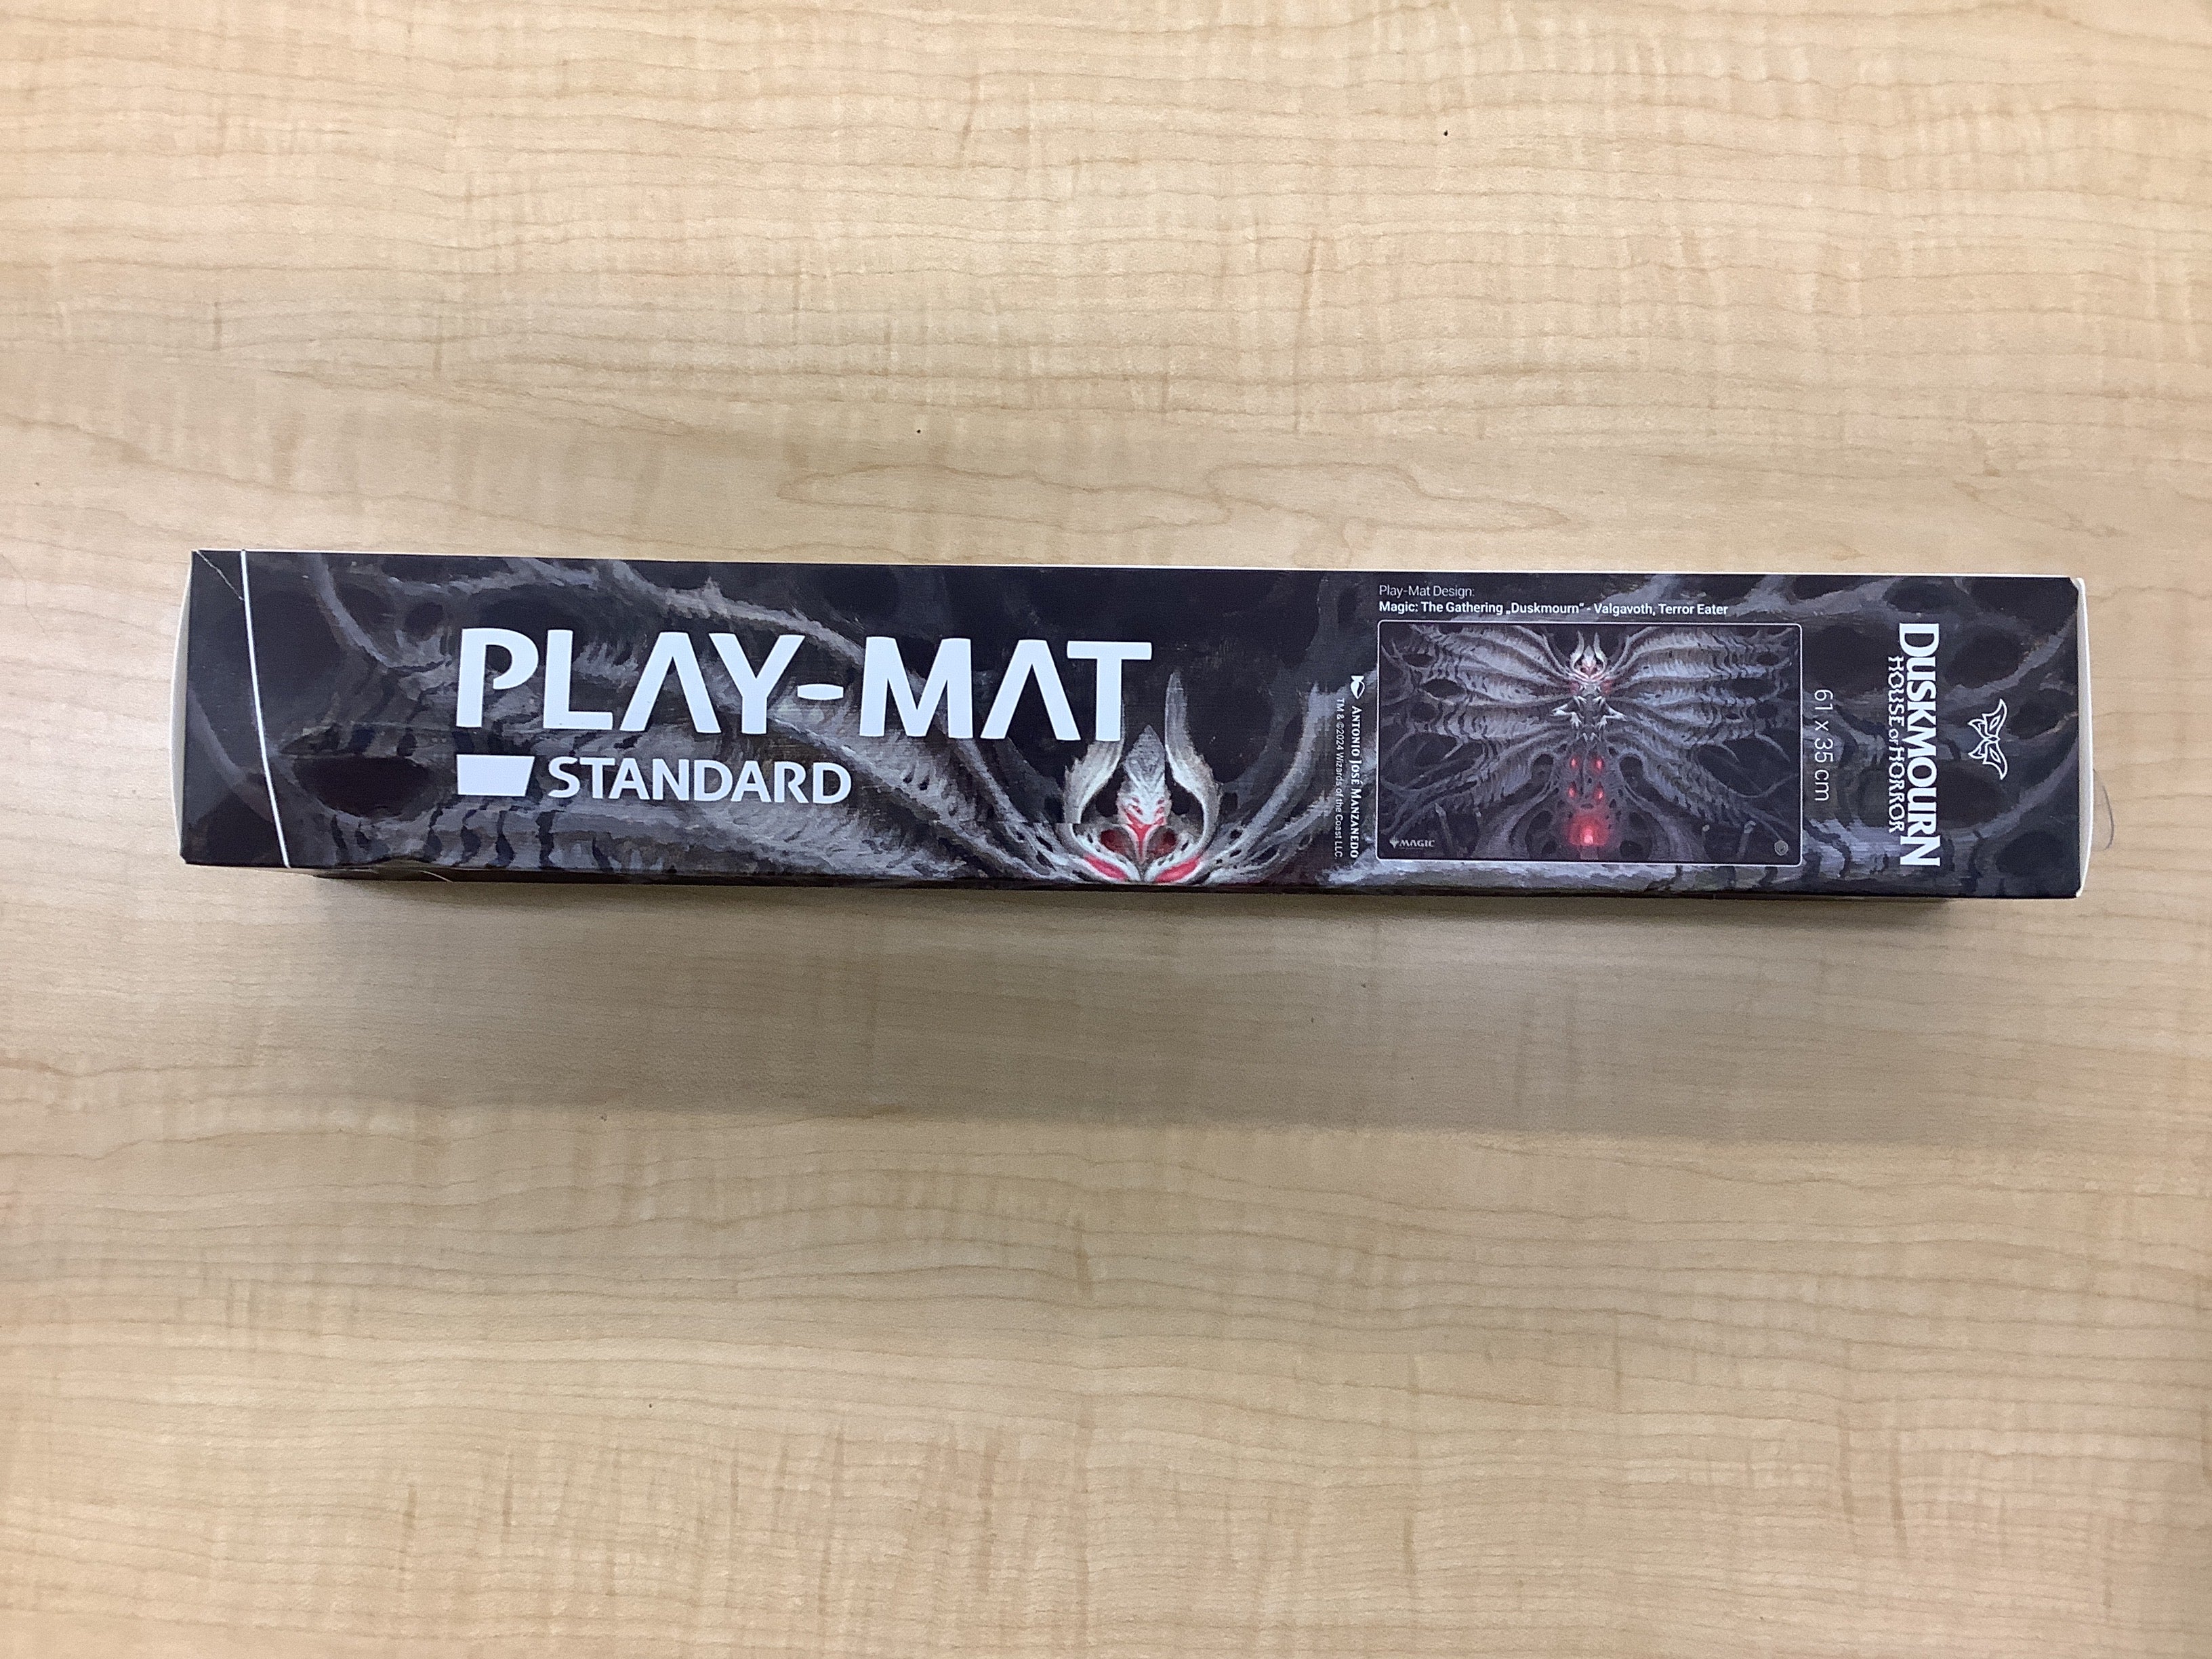 PLAY-MAT
STANDARD
Play-Mat Design:
Magic: The Gathering „Duskmourn“ - Valgavoth, Terror Eater
ANTONIO JOSÉ MANZANEDO
TM & ©2024 Wizards of the Coast LLC
MAGIC
61 x 35 cm
DUSKMOURN
HOUSE OF HORROR